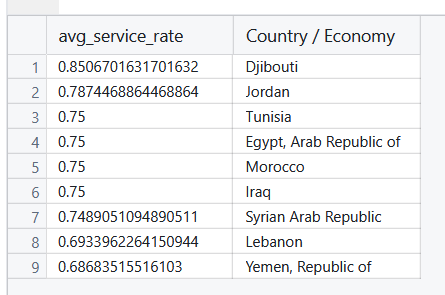 avg_service_rate Country / Economy
1 0.8506701631701632 Djibouti
2 0.7874468864468864 Jordan
3 0.75 Tunisia
4 0.75 Egypt, Arab Republic of
5 0.75 Morocco
6 0.75 Iraq
7 0.7489051094890511 Syrian Arab Republic
8 0.6933962264150944 Lebanon
9 0.68683515516103 Yemen, Republic of